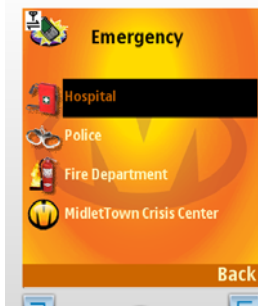 Emergency
Hospital
Police
Fire Department
MidletTown Crisis Center
Back